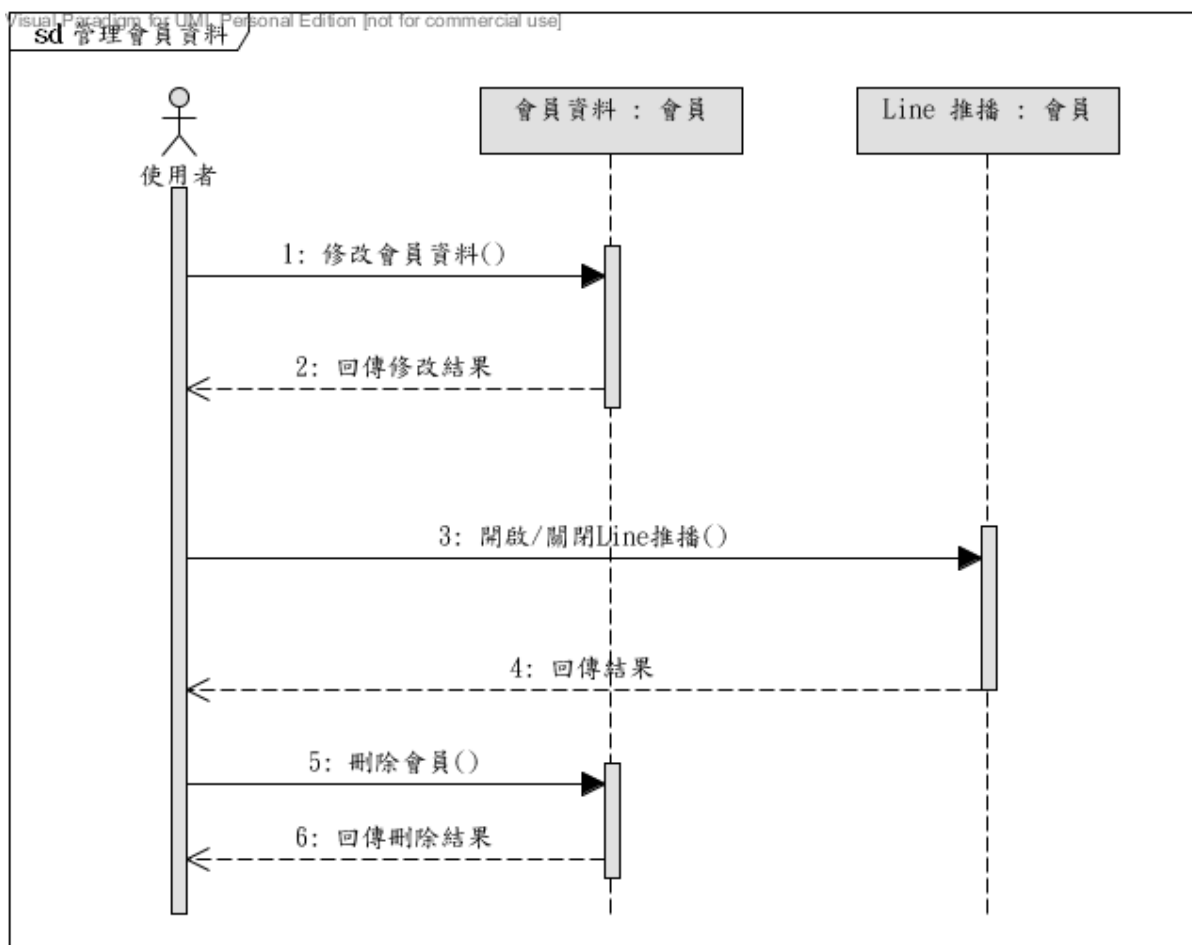 Visual Paradigm for UML Personal Edition [not for commercial use]
sd 管理會員資料
使用者
會員資料 : 會員
Line 推播 : 會員
1: 修改會員資料()
2: 回傳修改結果
3: 開啟/關閉Line推播()
4: 回傳結果
5: 刪除會員()
6: 回傳刪除結果